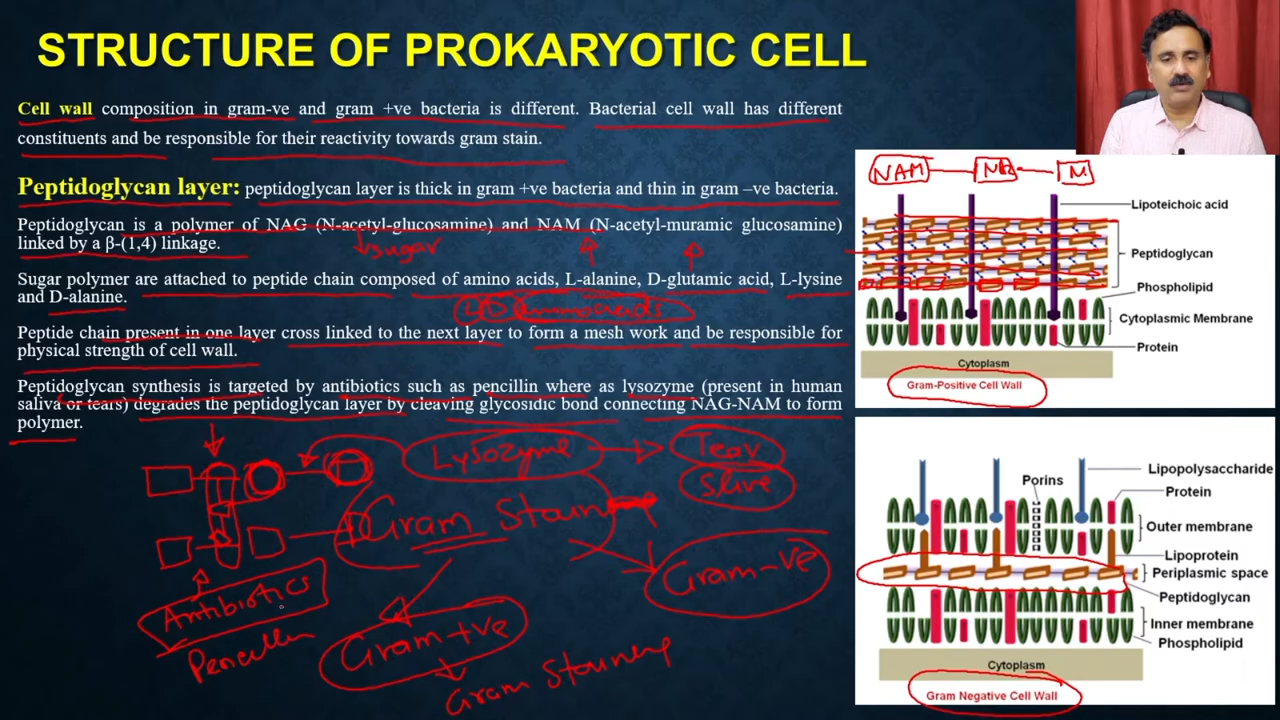 STRUCTURE OF PROKARYOTIC CELL
Cell wall composition in gram-ve and gram +ve bacteria is different. Bacterial cell wall has different
constituents and be responsible for their reactivity towards gram stain.
Peptidoglycan layer: peptidoglycan layer is thick in gram +ve bacteria and thin in gram –ve bacteria.
Peptidoglycan is a polymer of NAG (N-acetyl-glucosamine) and NAM (N-acetyl-muramic glucosamine)
linked by a β-(1,4) linkage.
sugar
Sugar polymer are attached to peptide chain composed of amino acids, L-alanine, D-glutamic acid, L-lysine
and D-alanine.
aminoacids
Peptide chain present in one layer cross linked to the next layer to form a mesh work and be responsible for
physical strength of cell wall.
Peptidoglycan synthesis is targeted by antibiotics such as pencillin where as lysozyme (present in human
saliva or tears) degrades the peptidoglycan layer by cleaving glycosidic bond connecting NAG-NAM to form
polymer.
Lysozyme
Tear
Slive
Gram Stain
Gram-ve
Antibiotics
Penicillin
Gram+ve
Gram Staining
NAM
Lipoteichoic acid
Peptidoglycan
Phospholipid
Cytoplasmic Membrane
Protein
Cytoplasm
Gram-Positive Cell Wall
Lipopolysaccharide
Porins
Protein
Outer membrane
Lipoprotein
Periplasmic space
Peptidoglycan
Inner membrane
Phospholipid
Cytoplasm
Gram Negative Cell Wall